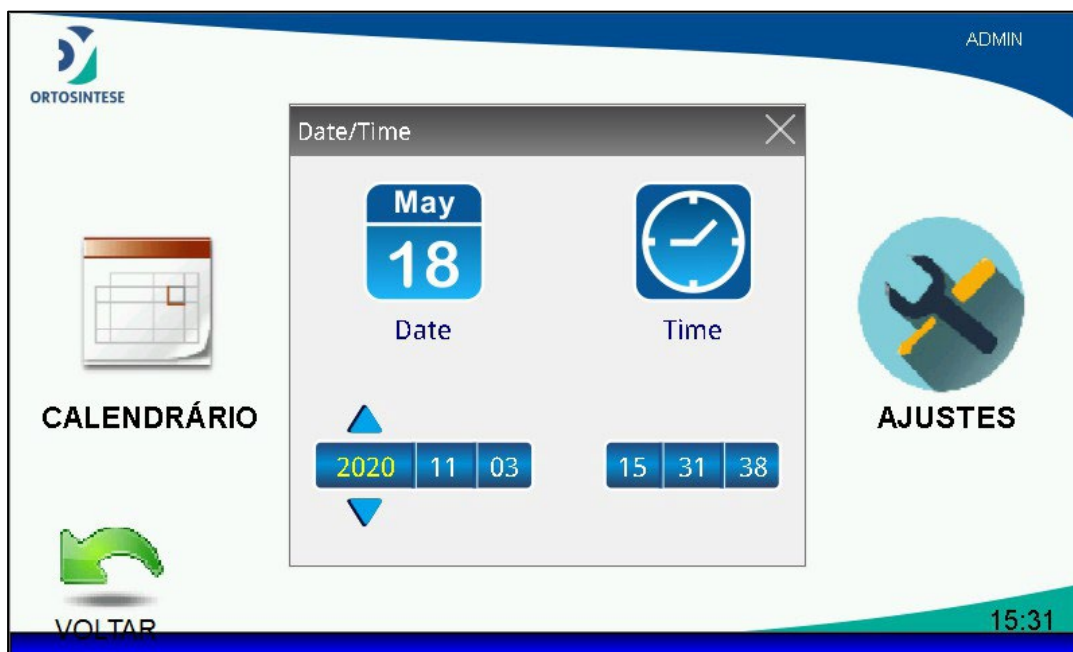 ADMIN
ORTOSINTESE
Date/Time
May
18
Date
Time
CALENDRÁRIO
AJUSTES
2020 11 03
15 31 38
VOLTAR
15:31